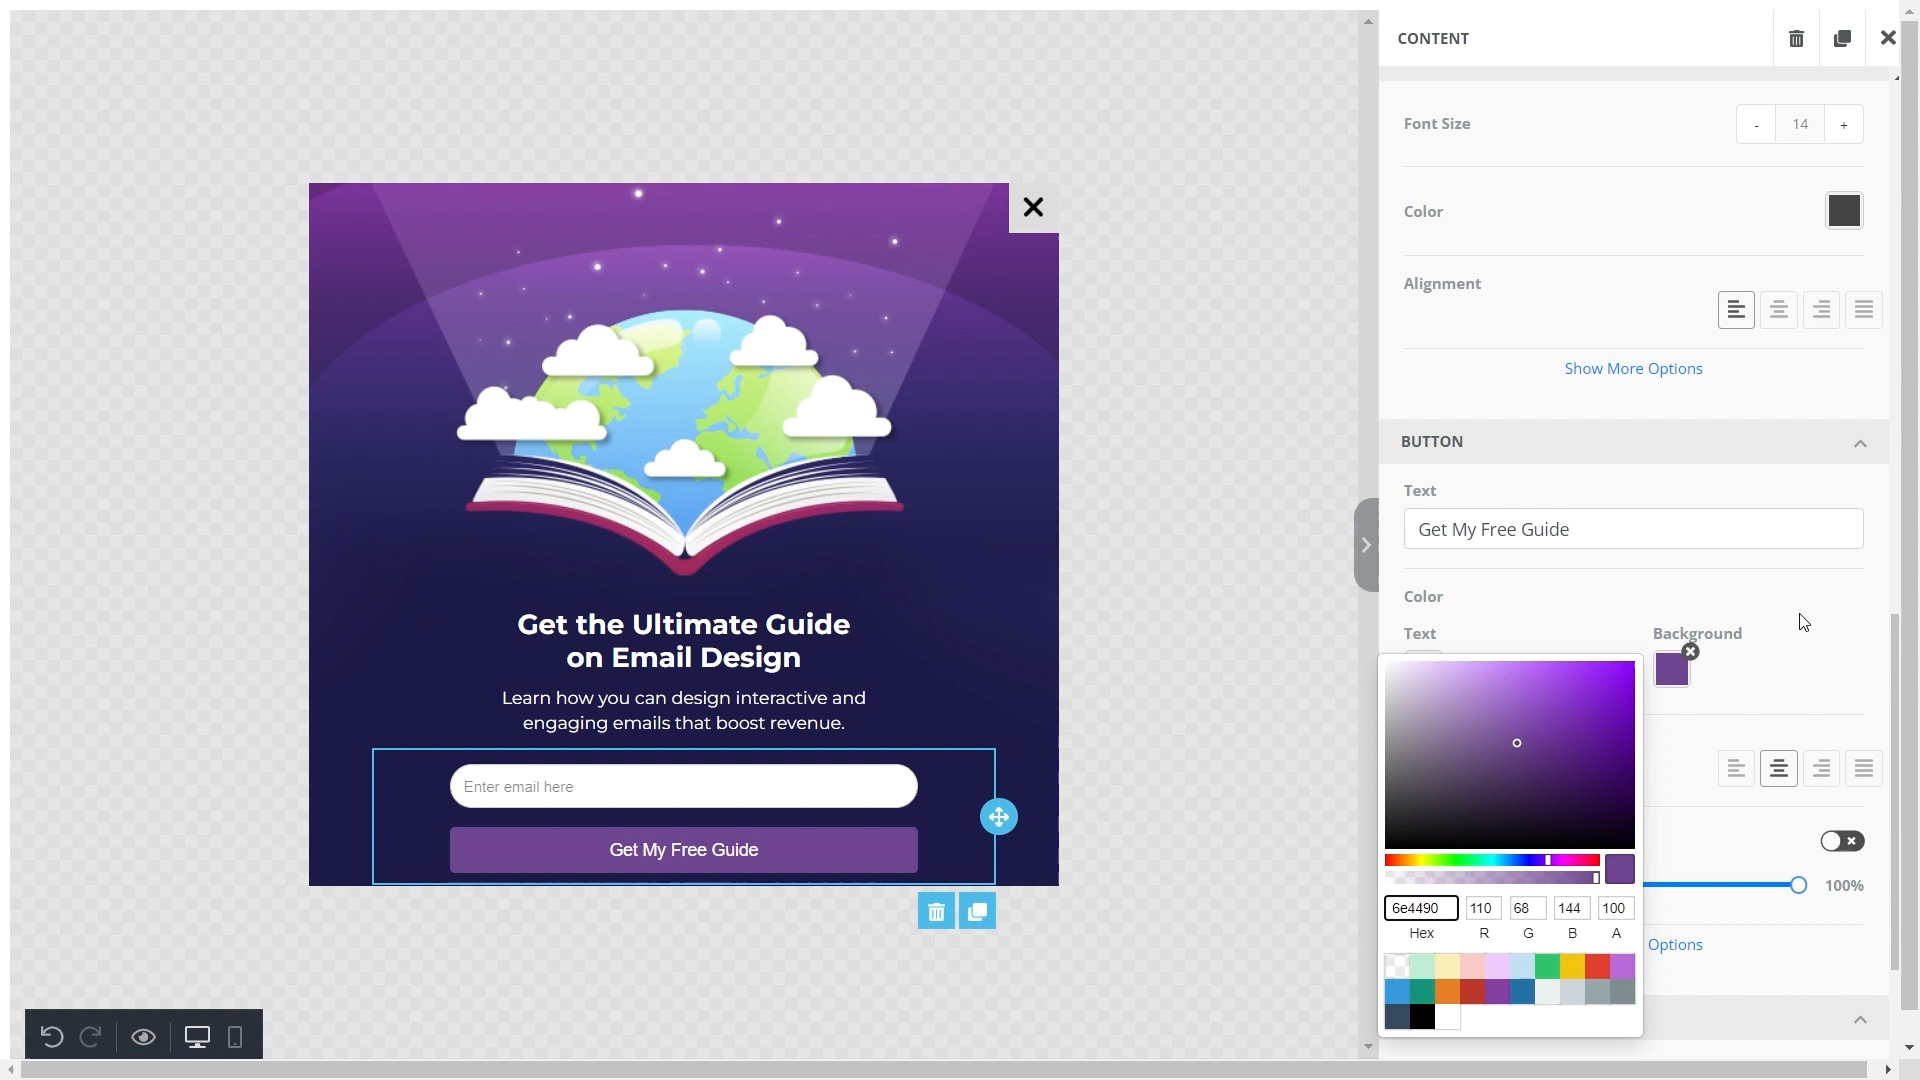 CONTENT
Font Size
- 14 +
Color
Alignment
Show More Options
BUTTON
Text
Get My Free Guide
Color
Text Background
100%
6e4490 110 68 144 100
Hex R G B A
Options
Get the Ultimate Guide
on Email Design
Learn how you can design interactive and
engaging emails that boost revenue.
Enter email here
Get My Free Guide